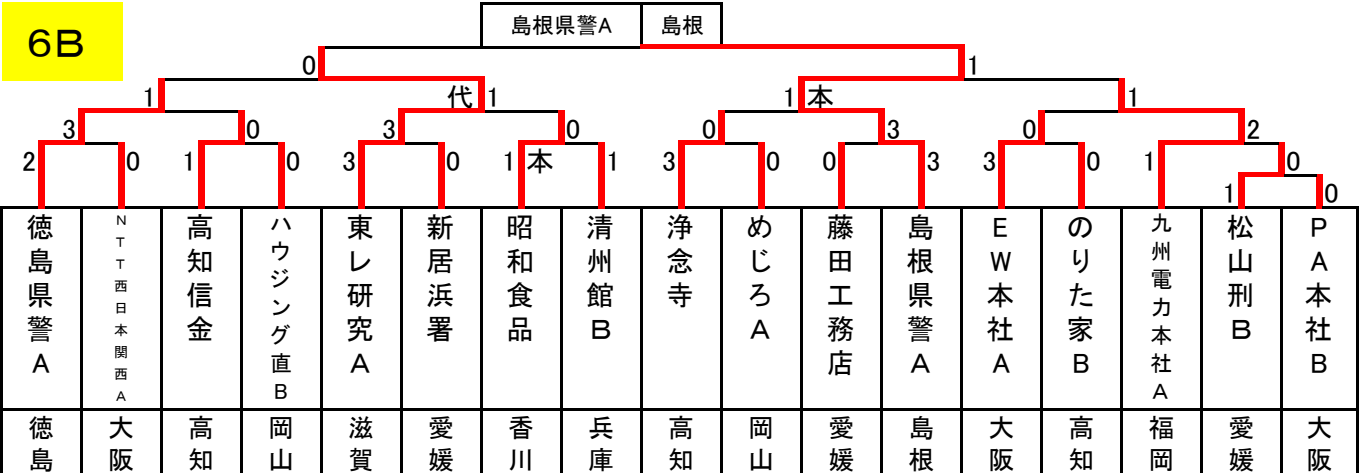 6B
島根県警A 島根
0 1
1 代 1 1 本 1
3 0 3 0 0 3 0 2
2 0 1 0 3 0 1 本 1 3 0 0 3 3 0 1 0
1 0
徳島県警A
NTT西日本関西A
高知信金
ハウジング直B
東レ研究A
新居浜署
昭和食品
清州館B
浄念寺
めじろA
藤田工務店
島根県警A
EW本社A
のりた家B
九州電力本社A
松山刑B
PA本社B
徳島
大阪
高知
岡山
滋賀
愛媛
香川
兵庫
高知
岡山
愛媛
島根
大阪
高知
福岡
愛媛
大阪